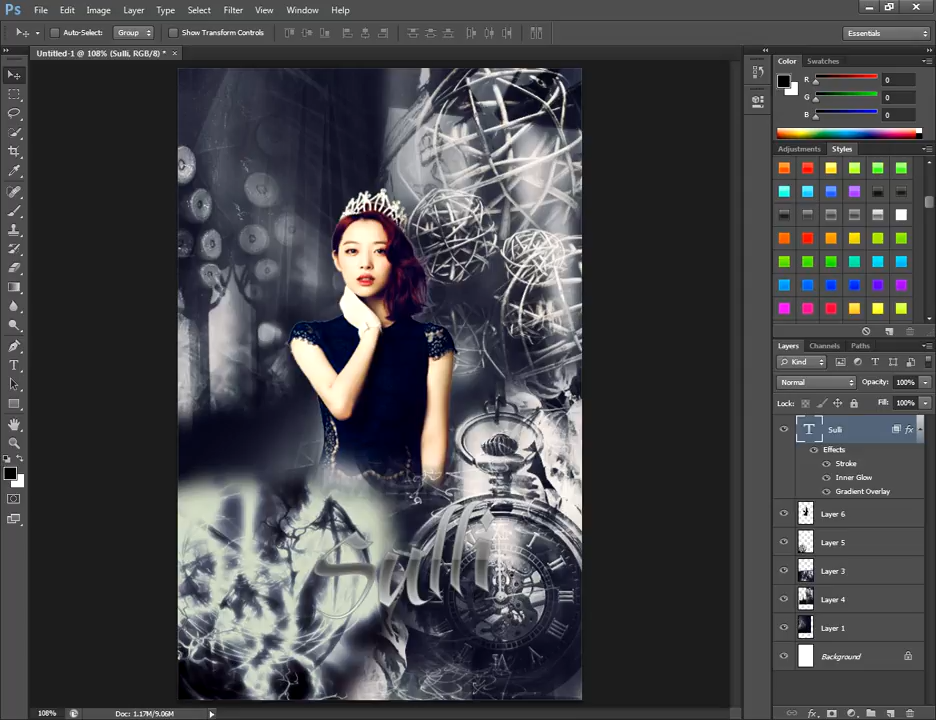 Ps File Edit Image Layer Type Select Filter View Window Help
Auto-Select: Group Show Transform Controls Essentials
Untitled-1 @ 108% (Sulli, RGB/8) * ×
Color Swatches
R 0
G 0
B 0
Adjustments Styles
Layers Channels Paths
Kind
Normal Opacity: 100%
Lock: Fill: 100%
T Sulli fx
Effects
Stroke
Inner Glow
Gradient Overlay
Layer 6
Layer 5
Layer 3
Layer 4
Layer 1
Background
Sulli
108% Doc: 1.17M/9.06M